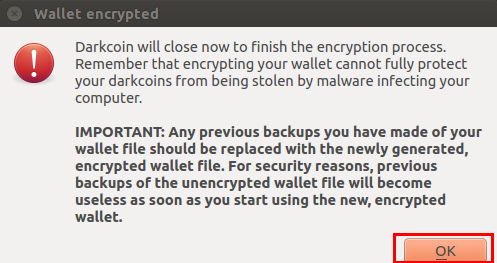 Wallet encrypted
Darkcoin will close now to finish the encryption process.
Remember that encrypting your wallet cannot fully protect
your darkcoins from being stolen by malware infecting your
computer.
IMPORTANT: Any previous backups you have made of your
wallet file should be replaced with the newly generated,
encrypted wallet file. For security reasons, previous
backups of the unencrypted wallet file will become
useless as soon as you start using the new, encrypted
wallet.
OK